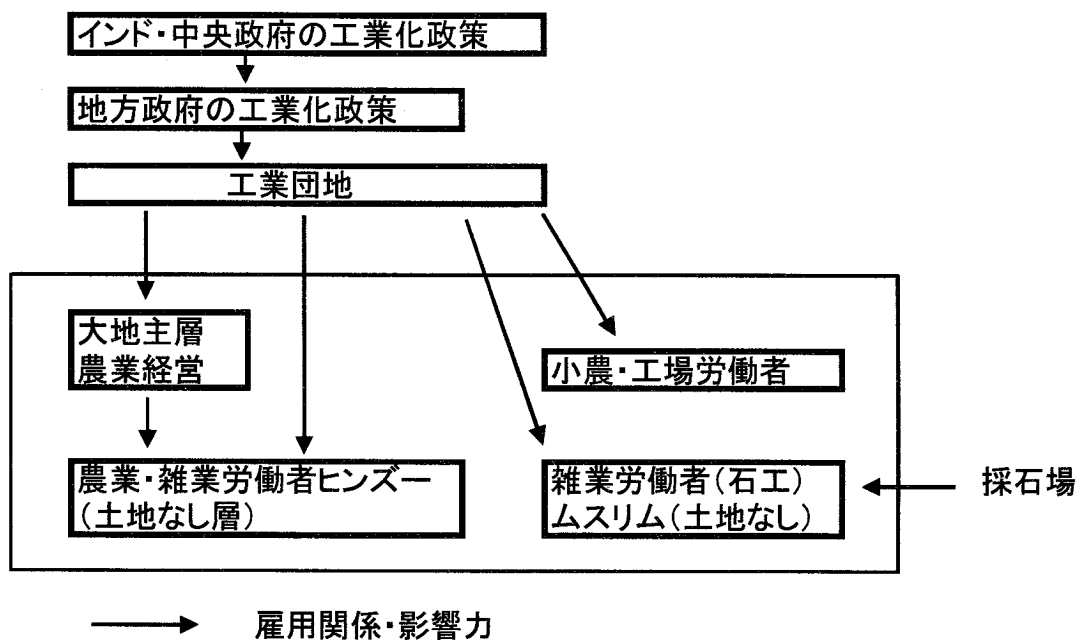 インド・中央政府の工業化政策
地方政府の工業化政策
工業団地
大地主層
農業経営
小農・工場労働者
農業・雑業労働者ヒンズー
(土地なし層)
雑業労働者(石工)
ムスリム(土地なし)
採石場
雇用関係・影響力